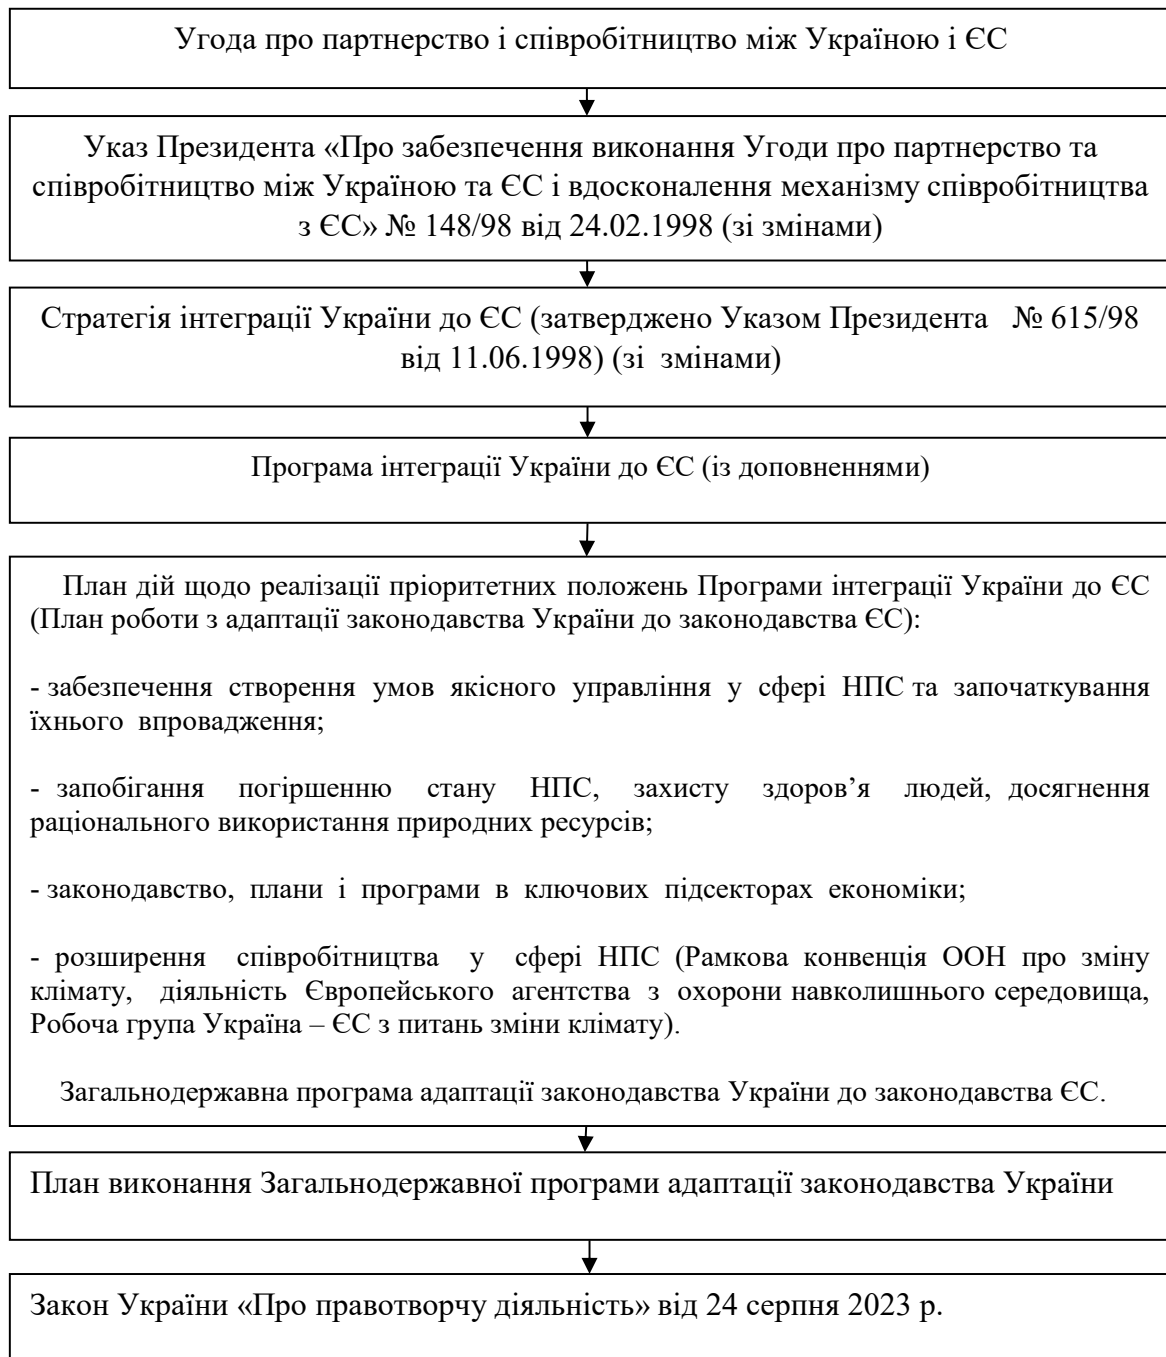 Угода про партнерство і співробітництво між Україною і ЄС
Указ Президента «Про забезпечення виконання Угоди про партнерство та
співробітництво між Україною та ЄС і вдосконалення механізму співробітництва
з ЄС» № 148/98 від 24.02.1998 (зі змінами)
Стратегія інтеграції України до ЄС (затверджено Указом Президента № 615/98
від 11.06.1998) (зі змінами)
Програма інтеграції України до ЄС (із доповненнями)
План дій щодо реалізації пріоритетних положень Програми інтеграції України до ЄС
(План роботи з адаптації законодавства України до законодавства ЄС):
- забезпечення створення умов якісного управління у сфері НПС та започаткування
їхнього впровадження;
- запобігання погіршенню стану НПС, захисту здоров’я людей, досягнення
раціонального використання природних ресурсів;
- законодавство, плани і програми в ключових підсекторах економіки;
- розширення співробітництва у сфері НПС (Рамкова конвенція ООН про зміну
клімату, діяльність Європейського агентства з охорони навколишнього середовища,
Робоча група Україна – ЄС з питань зміни клімату).
Загальнодержавна програма адаптації законодавства України до законодавства ЄС.
План виконання Загальнодержавної програми адаптації законодавства України
Закон України «Про правотворчу діяльність» від 24 серпня 2023 р.